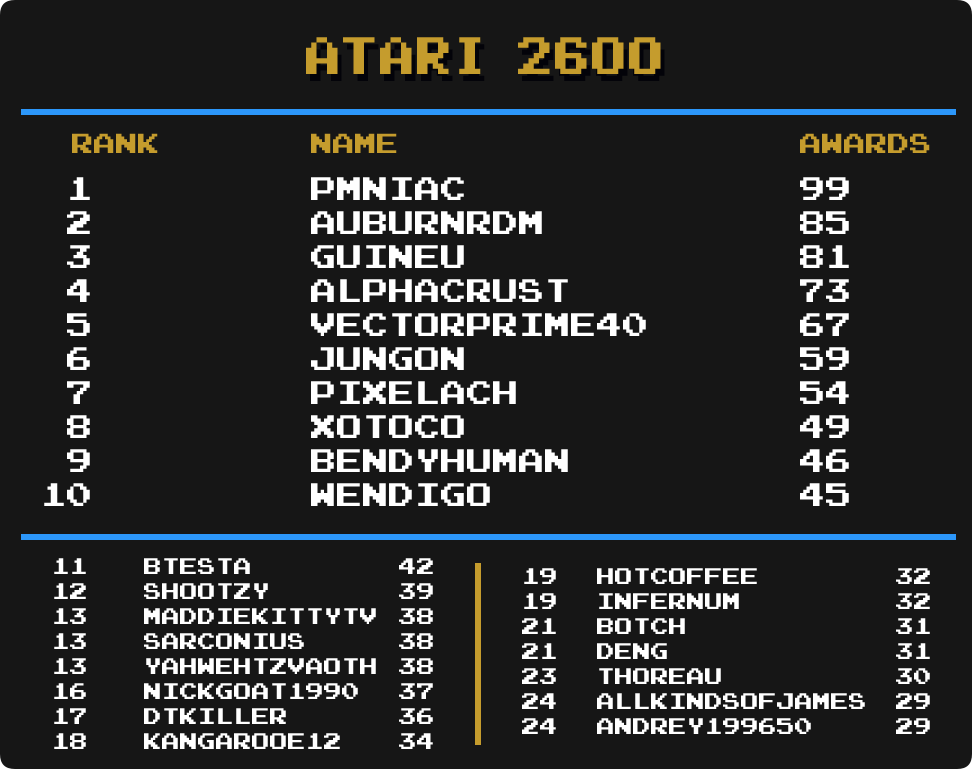 ATARI 2600
RANK NAME AWARDS
1 PMNIAC 99
2 AUBURNRDM 85
3 GUINEU 81
4 ALPHACRUST 73
5 VECTORPRIME40 67
6 JUNGON 59
7 PIXELACH 54
8 XOTOCO 49
9 BENDYHUMAN 46
10 WENDIGO 45
11 BTESTA 42
12 SHOOTZY 39
13 MADDIEKITTYTV 38
13 SARCONIUS 38
13 YAHWEHTZVAOTH 38
16 NICKGOAT1990 37
17 DTKILLER 36
18 KANGAROOE12 34
19 HOTCOFFEE 32
19 INFERNUM 32
21 BOTCH 31
21 DENG 31
23 THOREAU 30
24 ALLKINDSOFJAMES 29
24 ANDREY199650 29